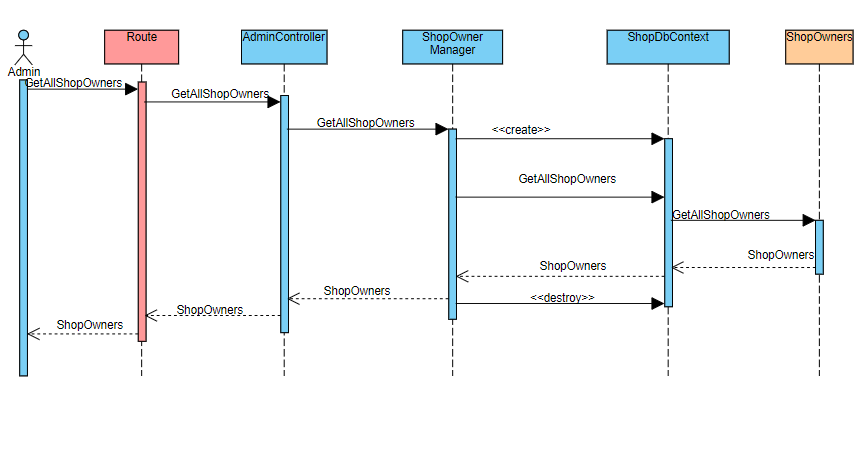 Route
AdminController
ShopOwner
Manager
ShopDbContext
ShopOwners
Admin
GetAllShopOwners
GetAllShopOwners
GetAllShopOwners
<<create>>
GetAllShopOwners
GetAllShopOwners
ShopOwners
ShopOwners
ShopOwners
<<destroy>>
ShopOwners
ShopOwners